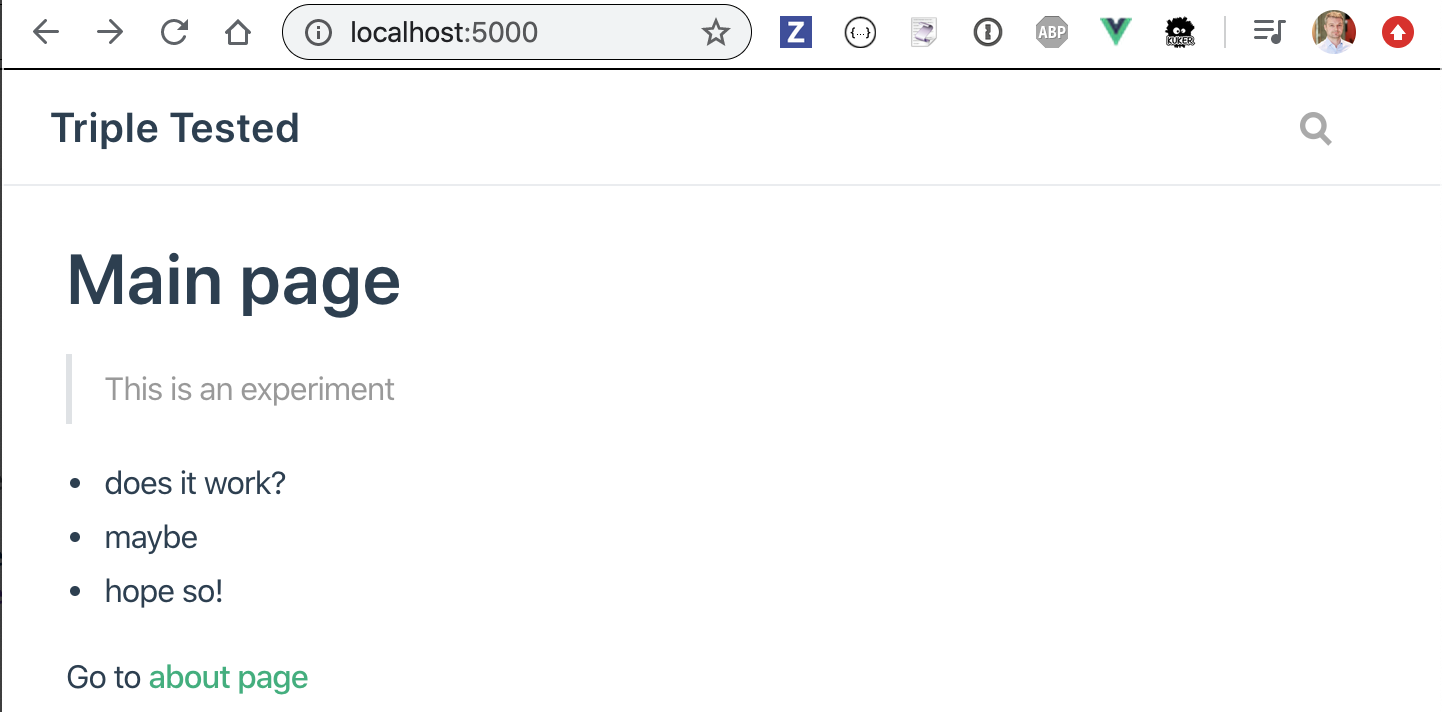 localhost:5000
Z
{...}
ABP
KUKER
Triple Tested
Main page
This is an experiment
does it work?
maybe
hope so!
Go to about page